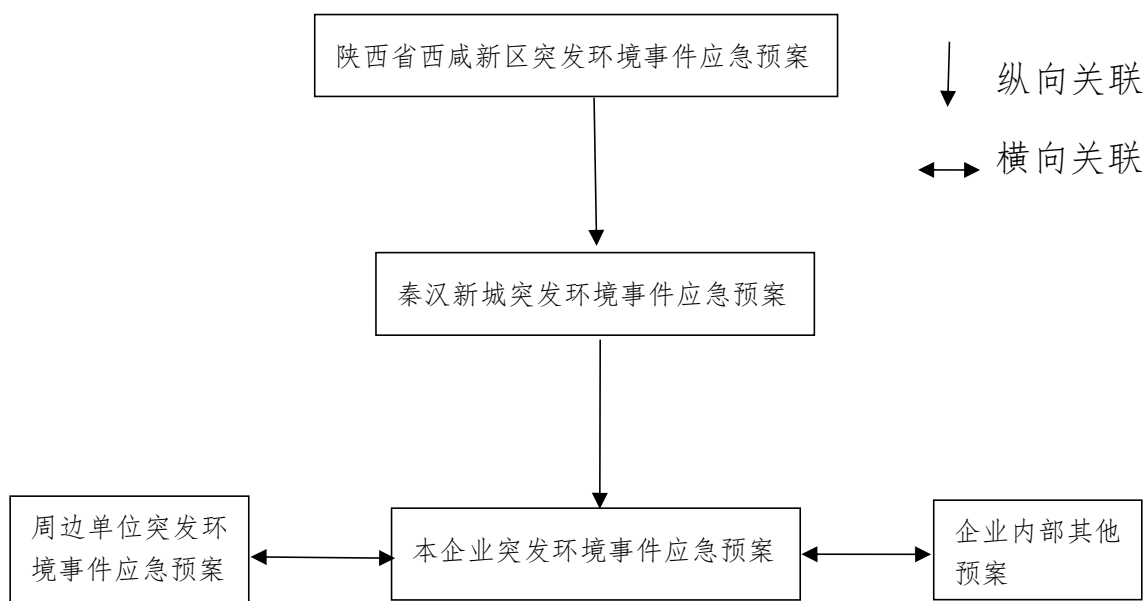 陕西省西咸新区突发环境事件应急预案
纵向关联
横向关联
秦汉新城突发环境事件应急预案
周边单位突发环
境事件应急预案
本企业突发环境事件应急预案
企业内部其他
预案